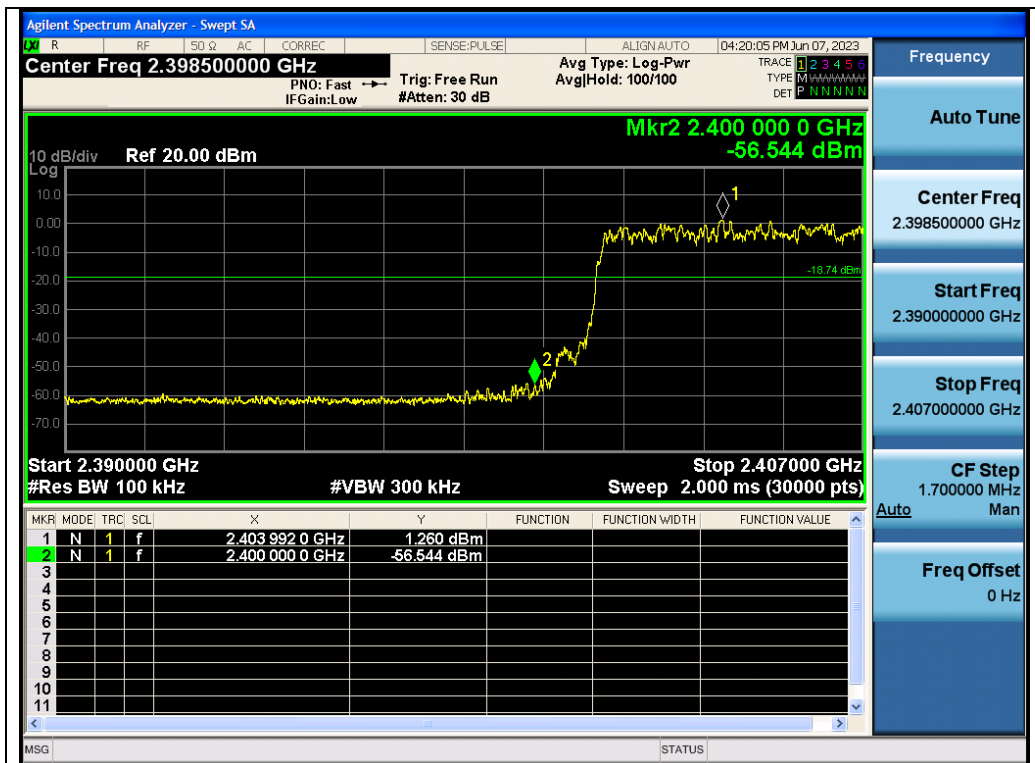 Agilent Spectrum Analyzer - Swept SA
LXI R RF 50 Ω AC CORREC SENSE:PULSE ALIGN AUTO 04:20:05 PM Jun 07, 2023
Center Freq 2.398500000 GHz
PNO: Fast
IFGain:Low
Trig: Free Run
#Atten: 30 dB
Avg Type: Log-Pwr
Avg|Hold: 100/100
TRACE 1 2 3 4 5 6
TYPE M
DET P N N N N N
Mkr2 2.400 000 0 GHz
-56.544 dBm
10 dB/div Ref 20.00 dBm
Log
10.0
0.00
-10.0
-20.0
-30.0
-40.0
-50.0
-60.0
-70.0
1
-18.74 dBm
2
Start 2.390000 GHz Stop 2.407000 GHz
#Res BW 100 kHz #VBW 300 kHz Sweep 2.000 ms (30000 pts)
MKR MODE TRC SCL X Y FUNCTION FUNCTION WIDTH FUNCTION VALUE
1 N 1 f 2.403 992 0 GHz 1.260 dBm
2 N 1 f 2.400 000 0 GHz -56.544 dBm
3
4
5
6
7
8
9
10
11
MSG STATUS
Frequency
Auto Tune
Center Freq
2.398500000 GHz
Start Freq
2.390000000 GHz
Stop Freq
2.407000000 GHz
CF Step
1.700000 MHz
Auto Man
Freq Offset
0 Hz